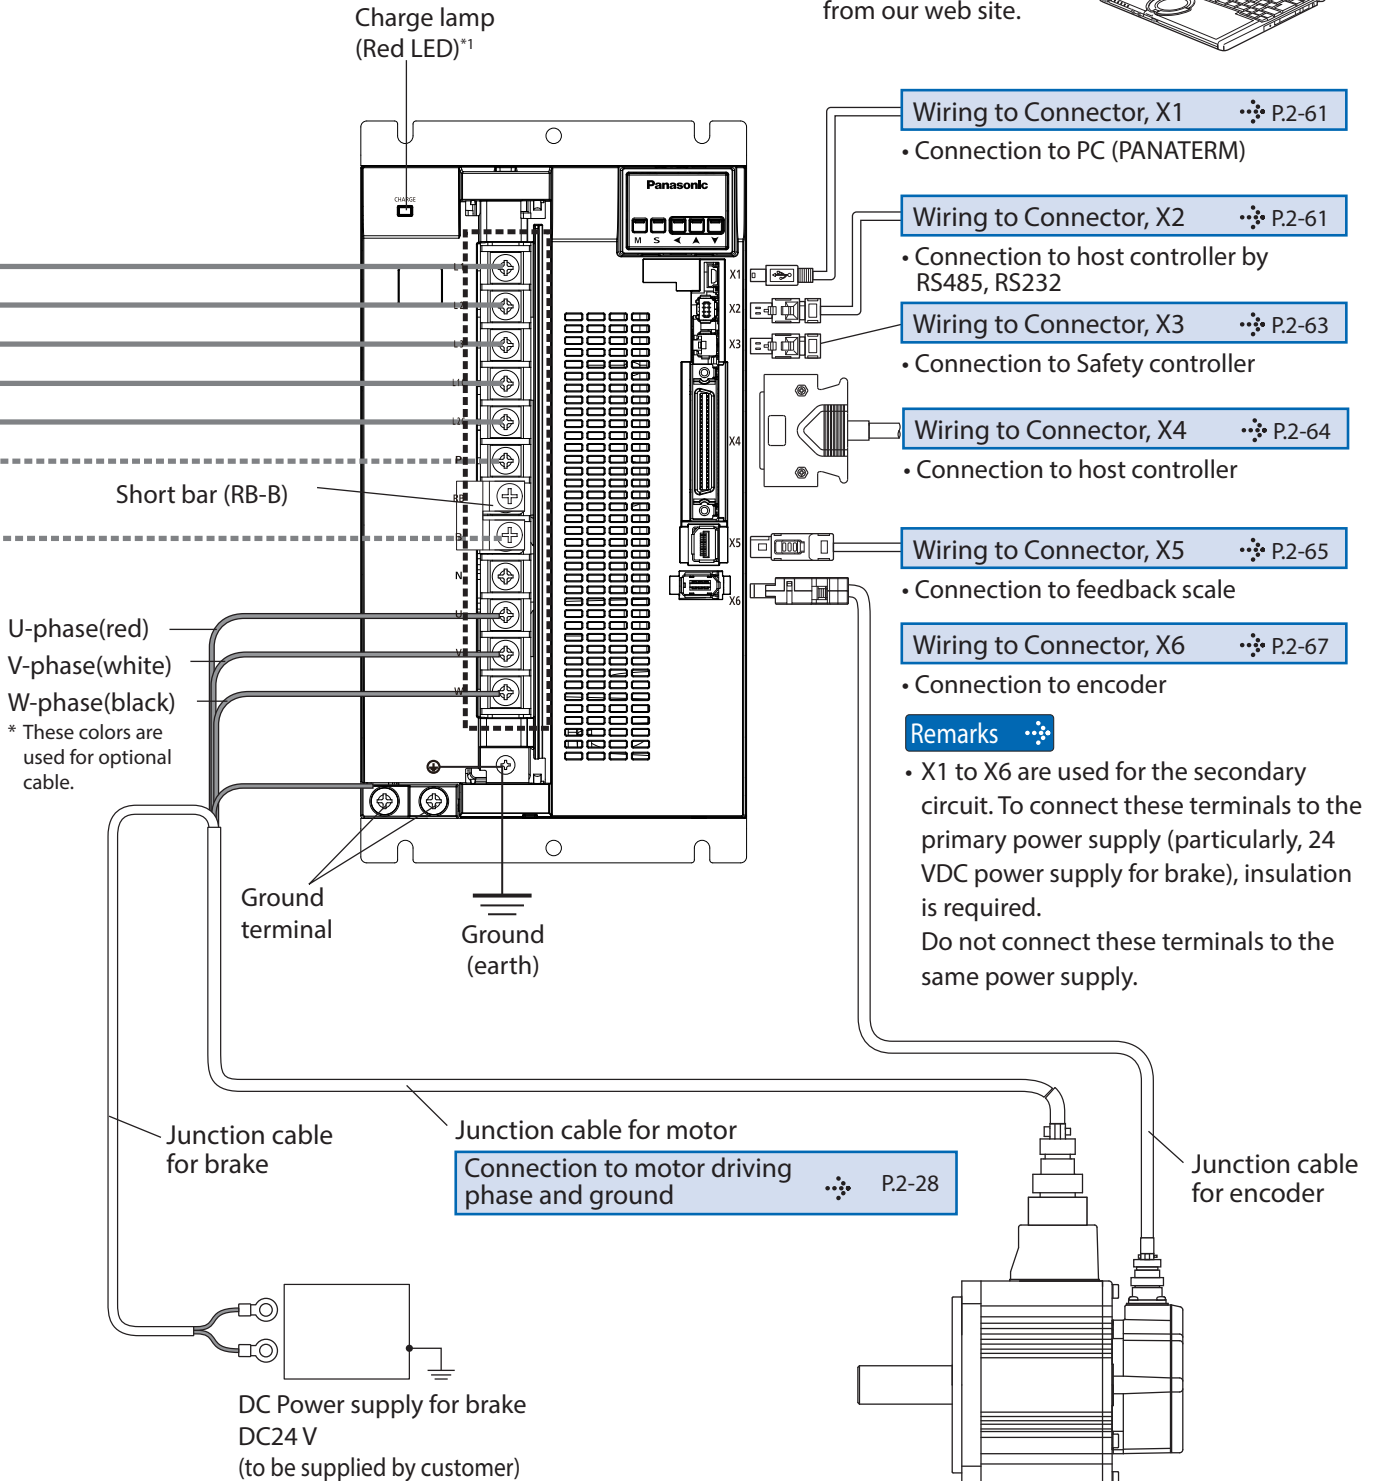 Charge lamp
(Red LED)*1
from our web site.
CHARGE
Panasonic
M S
L1
L2
L3
L1C
L2C
P
RB
B
N
U
V
W
X1
X2
X3
X4
X5
X6
Short bar (RB-B)
U-phase(red)
V-phase(white)
W-phase(black)
* These colors are
used for optional
cable.
Wiring to Connector, X1 P.2-61
• Connection to PC (PANATERM)
Wiring to Connector, X2 P.2-61
• Connection to host controller by
RS485, RS232
Wiring to Connector, X3 P.2-63
• Connection to Safety controller
Wiring to Connector, X4 P.2-64
• Connection to host controller
Wiring to Connector, X5 P.2-65
• Connection to feedback scale
Wiring to Connector, X6 P.2-67
• Connection to encoder
Remarks
• X1 to X6 are used for the secondary
circuit. To connect these terminals to the
primary power supply (particularly, 24
VDC power supply for brake), insulation
is required.
Do not connect these terminals to the
same power supply.
Ground
terminal
Ground
(earth)
Junction cable
for brake
Junction cable for motor
Connection to motor driving
phase and ground P.2-28
Junction cable
for encoder
DC Power supply for brake
DC24 V
(to be supplied by customer)